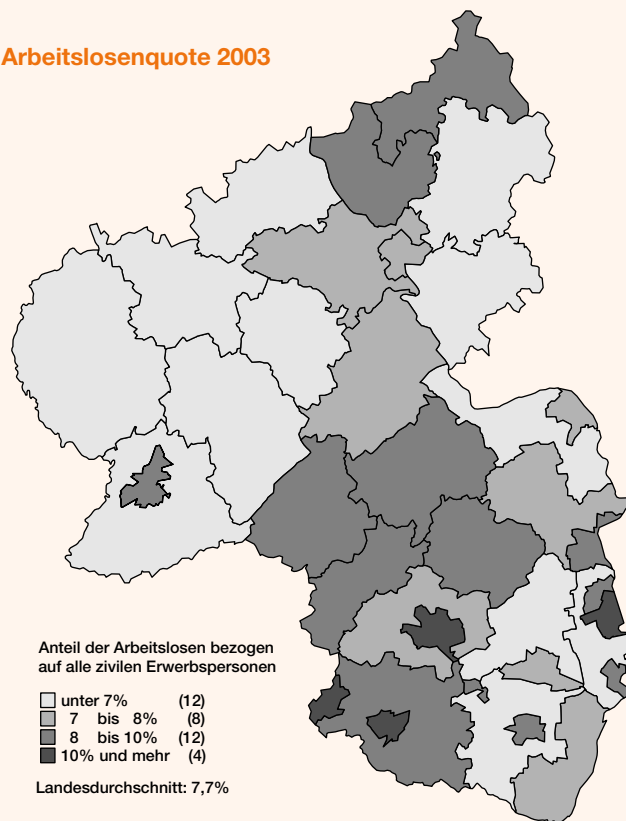 Arbeitslosenquote 2003
Anteil der Arbeitslosen bezogen
auf alle zivilen Erwerbspersonen
unter 7% (12)
7 bis 8% (8)
8 bis 10% (12)
10% und mehr (4)
Landesdurchschnitt: 7,7%